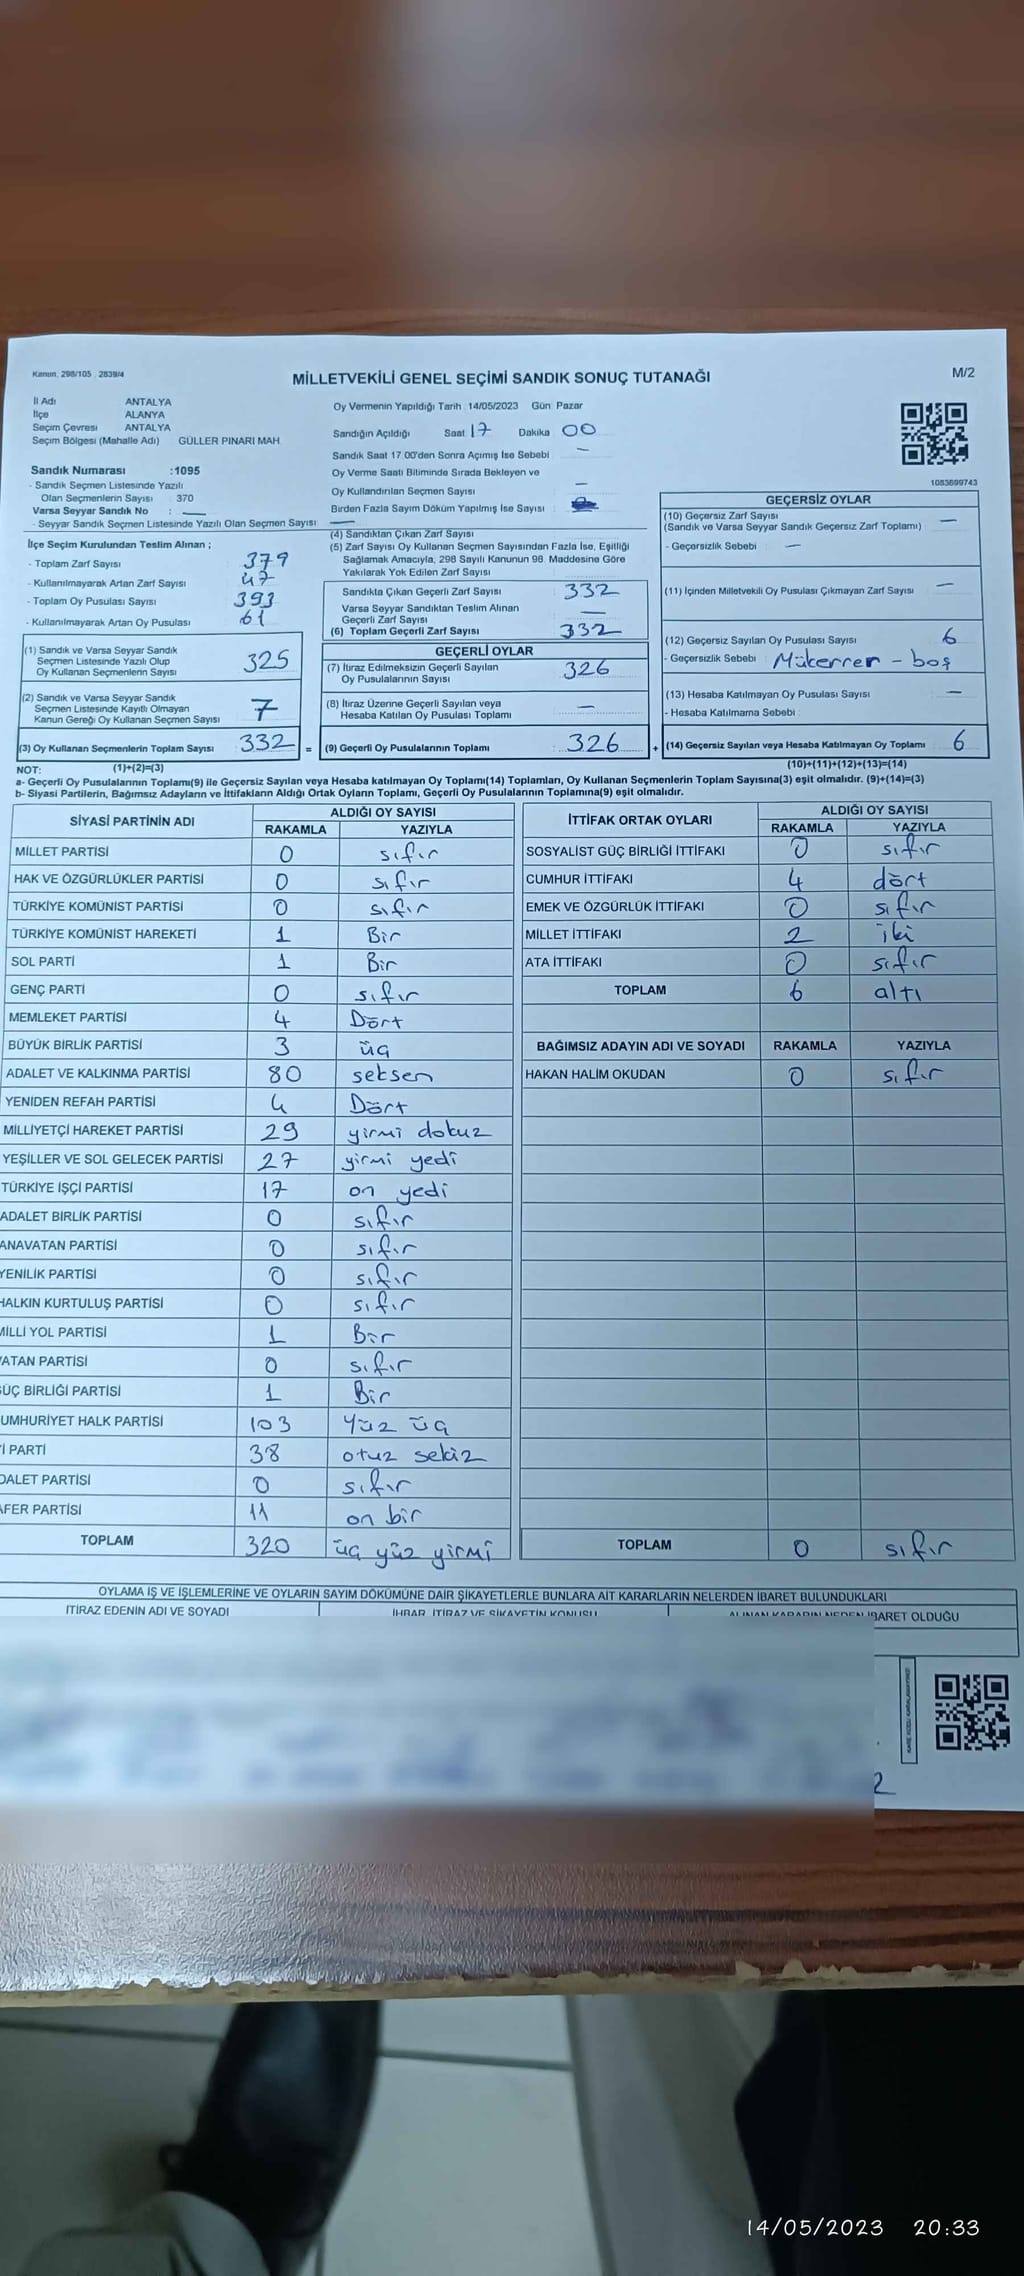 Kanun: 298/105 2839/4
MİLLETVEKİLİ GENEL SEÇİMİ SANDIK SONUÇ TUTANAĞI
M/2
İl Adı ANTALYA
İlçe ALANYA
Seçim Çevresi ANTALYA
Seçim Bölgesi (Mahalle Adı) GÜLLER PINARI MAH.
Sandık Numarası :1095
- Sandık Seçmen Listesinde Yazılı
Olan Seçmenlerin Sayısı : 370
Varsa Seyyar Sandık No : —
- Seyyar Sandık Seçmen Listesinde Yazılı Olan Seçmen Sayısı : —
Oy Vermenin Yapıldığı Tarih 14/05/2023 Gün Pazar
Sandığın Açıldığı Saat 17 Dakika 00
Sandık Saat 17:00'den Sonra Açımış İse Sebebi —
Oy Verme Saati Bitiminde Sırada Bekleyen ve
Oy Kullandırılan Seçmen Sayısı —
Birden Fazla Sayım Döküm Yapılmış İse Sayısı :
1083699743
İlçe Seçim Kurulundan Teslim Alınan ;
- Toplam Zarf Sayısı 379
- Kullanılmayarak Artan Zarf Sayısı 47
- Toplam Oy Pusulası Sayısı 393
- Kullanılmayarak Artan Oy Pusulası 61
(1) Sandık ve Varsa Seyyar Sandık
Seçmen Listesinde Yazılı Olup
Oy Kullanan Seçmenlerin Sayısı 325
(2) Sandık ve Varsa Seyyar Sandık
Seçmen Listesinde Kayıtlı Olmayan
Kanun Gereği Oy Kullanan Seçmen Sayısı 7
(3) Oy Kullanan Seçmenlerin Toplam Sayısı 332 =
(4) Sandıktan Çıkan Zarf Sayısı
(5) Zarf Sayısı Oy Kullanan Seçmen Sayısından Fazla İse, Eşitliği
Sağlamak Amacıyla, 298 Sayılı Kanunun 98. Maddesine Göre
Yakılarak Yok Edilen Zarf Sayısı
Sandıkta Çıkan Geçerli Zarf Sayısı 332
Varsa Seyyar Sandıktan Teslim Alınan
Geçerli Zarf Sayısı —
(6) Toplam Geçerli Zarf Sayısı 332
GEÇERLİ OYLAR
(7) İtiraz Edilmeksizin Geçerli Sayılan
Oy Pusulalarının Sayısı 326
(8) İtiraz Üzerine Geçerli Sayılan veya
Hesaba Katılan Oy Pusulası Toplamı —
(9) Geçerli Oy Pusulalarının Toplamı : 326 +
GEÇERSİZ OYLAR
(10) Geçersiz Zarf Sayısı
(Sandık ve Varsa Seyyar Sandık Geçersiz Zarf Toplamı) —
- Geçersizlik Sebebi : —
(11) İçinden Milletvekili Oy Pusulası Çıkmayan Zarf Sayısı —
(12) Geçersiz Sayılan Oy Pusulası Sayısı 6
- Geçersizlik Sebebi : Mükerrer - boş
(13) Hesaba Katılmayan Oy Pusulası Sayısı —
- Hesaba Katılmama Sebebi :
(14) Geçersiz Sayılan veya Hesaba Katılmayan Oy Toplamı 6
NOT: (1)+(2)=(3) (10)+(11)+(12)+(13)=(14)
a- Geçerli Oy Pusulalarının Toplamı(9) ile Geçersiz Sayılan veya Hesaba katılmayan Oy Toplamı(14) Toplamları, Oy Kullanan Seçmenlerin Toplam Sayısına(3) eşit olmalıdır. (9)+(14)=(3)
b- Siyasi Partilerin, Bağımsız Adayların ve İttifakların Aldığı Ortak Oyların Toplamı, Geçerli Oy Pusulalarının Toplamına(9) eşit olmalıdır.
SİYASİ PARTİNİN ADI ALDIĞI OY SAYISI
RAKAMLA YAZIYLA
MİLLET PARTİSİ 0 sıfır
HAK VE ÖZGÜRLÜKLER PARTİSİ 0 sıfır
TÜRKİYE KOMÜNİST PARTİSİ 0 sıfır
TÜRKİYE KOMÜNİST HAREKETİ 1 Bir
SOL PARTİ 1 Bir
GENÇ PARTİ 0 sıfır
MEMLEKET PARTİSİ 4 Dört
BÜYÜK BİRLİK PARTİSİ 3 üç
ADALET VE KALKINMA PARTİSİ 80 seksen
YENİDEN REFAH PARTİSİ 4 Dört
MİLLİYETÇİ HAREKET PARTİSİ 29 yirmi dokuz
YEŞİLLER VE SOL GELECEK PARTİSİ 27 yirmi yedi
TÜRKİYE İŞÇİ PARTİSİ 17 on yedi
ADALET BİRLİK PARTİSİ 0 sıfır
ANAVATAN PARTİSİ 0 sıfır
YENİLİK PARTİSİ 0 sıfır
HALKIN KURTULUŞ PARTİSİ 0 sıfır
MİLLİ YOL PARTİSİ 1 Bir
ATAN PARTİSİ 0 sıfır
ÜÇ BİRLİĞİ PARTİSİ 1 Bir
UMHURİYET HALK PARTİSİ 103 Yüz üç
İ PARTİ 38 otuz sekiz
DALET PARTİSİ 0 sıfır
AFER PARTİSİ 11 on bir
TOPLAM 320 üç yüz yirmi
İTTİFAK ORTAK OYLARI ALDIĞI OY SAYISI
RAKAMLA YAZIYLA
SOSYALİST GÜÇ BİRLİĞİ İTTİFAKI 0 sıfır
CUMHUR İTTİFAKI 4 dört
EMEK VE ÖZGÜRLÜK İTTİFAKI 0 sıfır
MİLLET İTTİFAKI 2 iki
ATA İTTİFAKI 0 sıfır
TOPLAM 6 altı
BAĞIMSIZ ADAYIN ADI VE SOYADI RAKAMLA YAZIYLA
HAKAN HALİM OKUDAN 0 sıfır
TOPLAM 0 sıfır
OYLAMA İŞ VE İŞLEMLERİNE VE OYLARIN SAYIM DÖKÜMÜNE DAİR ŞİKAYETLERLE BUNLARA AİT KARARLARIN NELERDEN İBARET BULUNDUKLARI
İTİRAZ EDENİN ADI VE SOYADI İHBAR, İTİRAZ VE ŞİKAYETİN KONUSU ALINAN KARARIN NEDEN İBARET OLDUĞU
2
14/05/2023 20:33